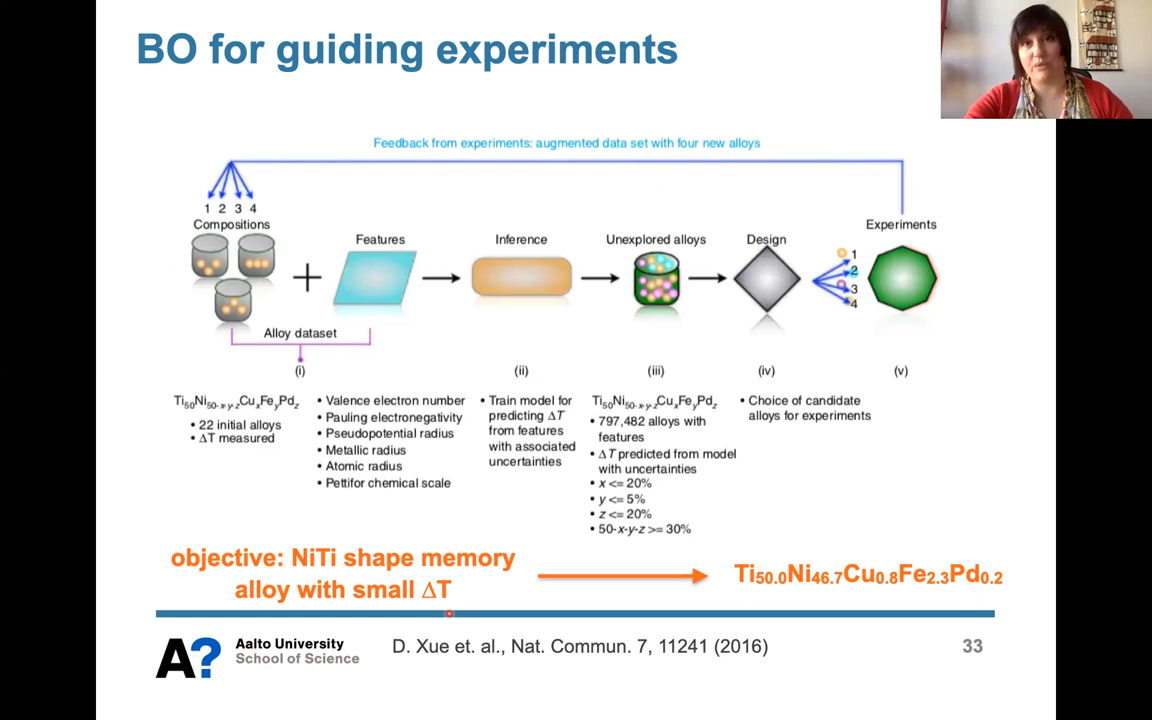 BO for guiding experiments
Feedback from experiments: augmented data set with four new alloys
1 2 3 4
Compositions
Features
Inference
Unexplored alloys
Design
Experiments
1
2
3
4
Alloy dataset
(i)
(ii)
(iii)
(iv)
(v)
Ti50Ni50-x-y-zCuxFeyPdz
• 22 initial alloys
• ΔT measured
• Valence electron number
• Pauling electronegativity
• Pseudopotential radius
• Metallic radius
• Atomic radius
• Pettifor chemical scale
• Train model for
predicting ΔT
from features
with associated
uncertainties
Ti50Ni50-x-y-zCuxFeyPdz
• 797,482 alloys with
features
• ΔT predicted from model
with uncertainties
• x <= 20%
• y <= 5%
• z <= 20%
• 50-x-y-z >= 30%
• Choice of candidate
alloys for experiments
objective: NiTi shape memory
alloy with small ΔT
Ti50.0Ni46.7Cu0.8Fe2.3Pd0.2
A?
Aalto University
School of Science
D. Xue et. al., Nat. Commun. 7, 11241 (2016)
33